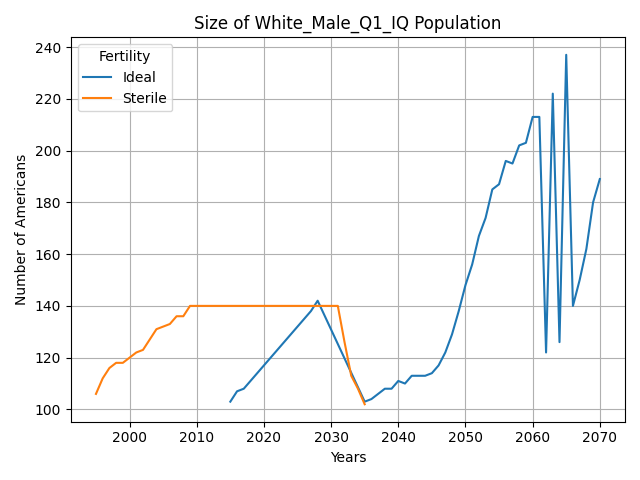 Size of White_Male_Q1_IQ Population
Number of Americans
240
220
200
180
160
140
120
100
Fertility
Ideal
Sterile
2000 2010 2020 2030 2040 2050 2060 2070
Years